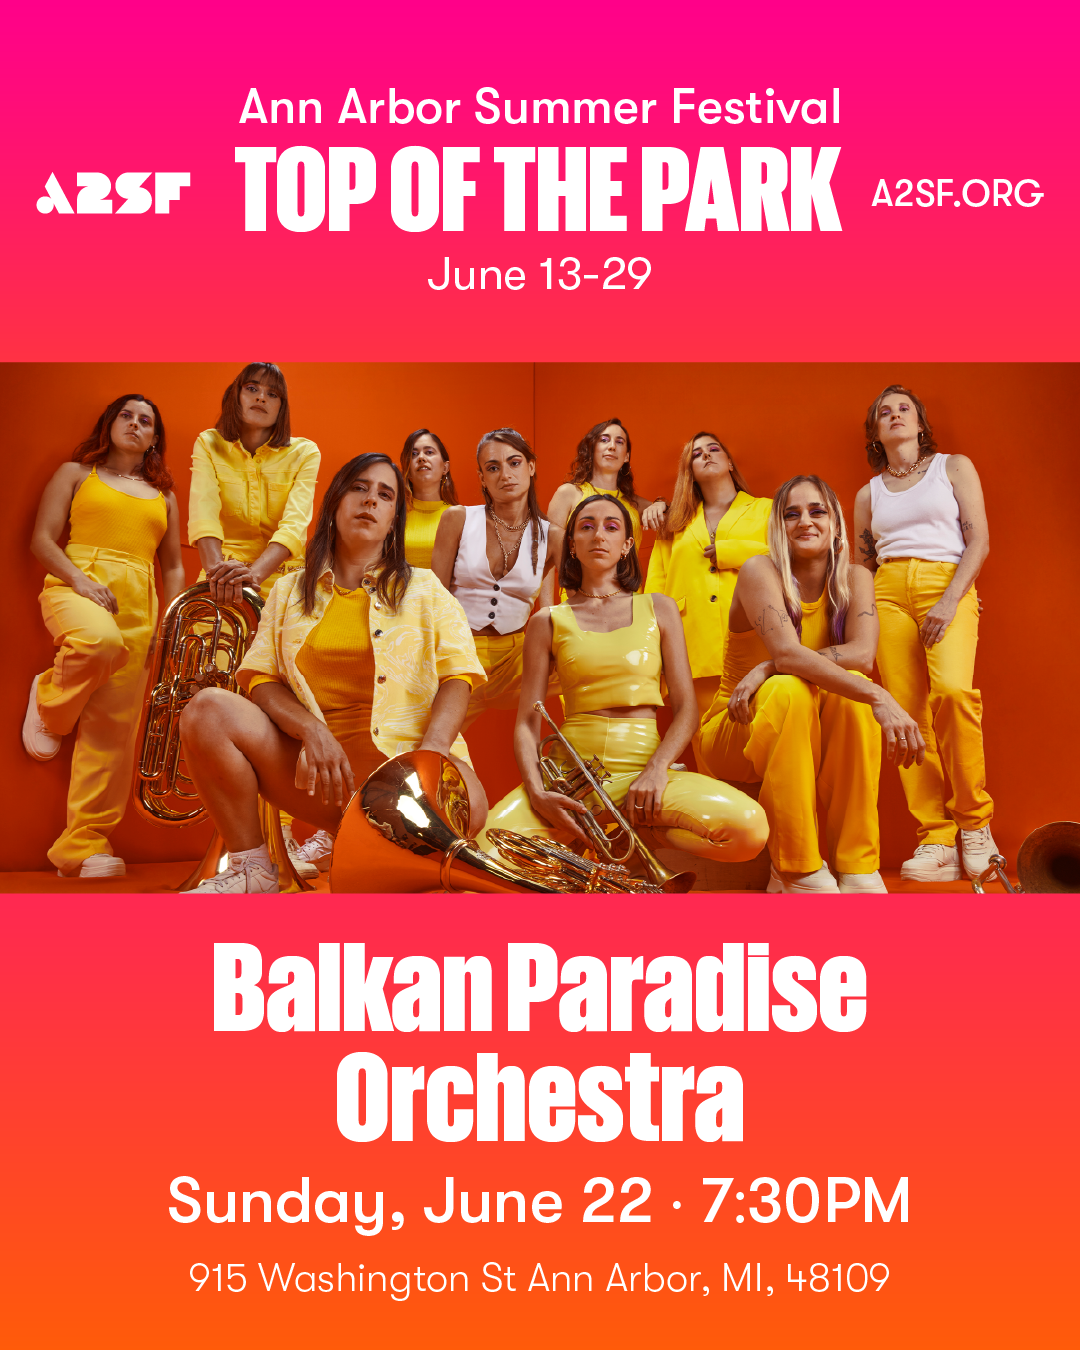 Ann Arbor Summer Festival
A2SF
TOP OF THE PARK
A2SF.ORG
June 13-29
Balkan Paradise
Orchestra
Sunday, June 22 · 7:30PM
915 Washington St Ann Arbor, MI, 48109